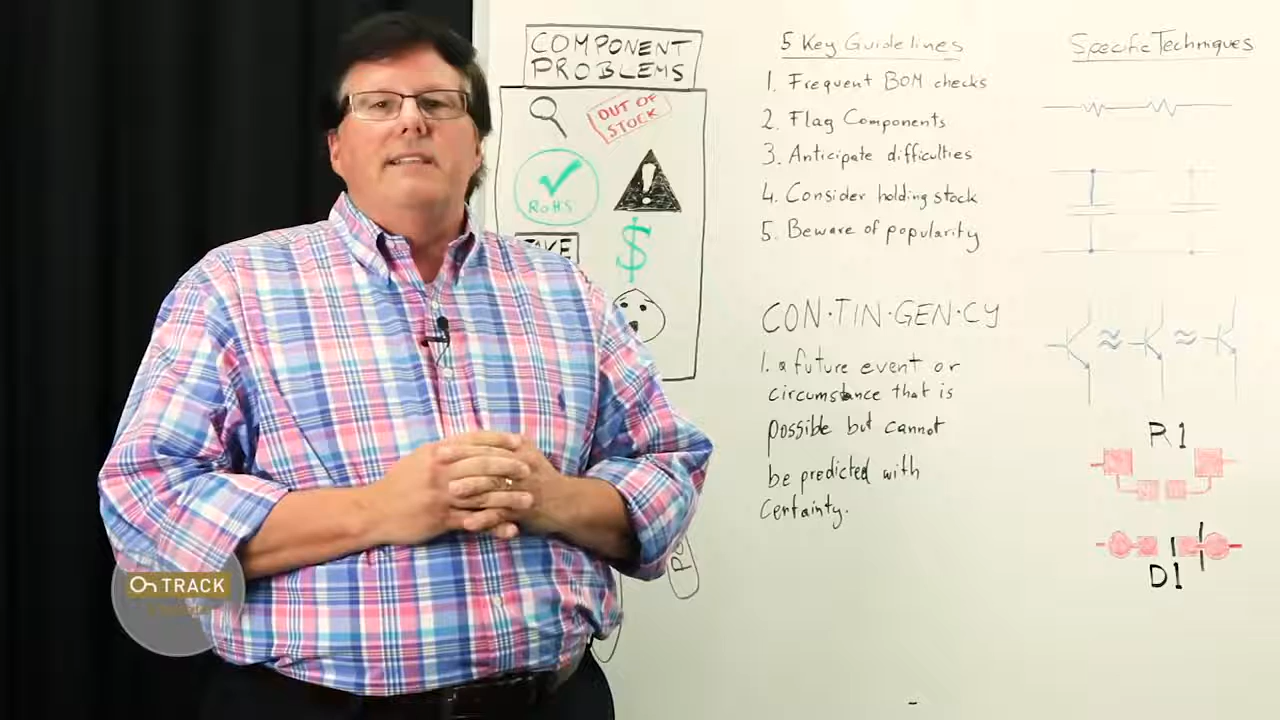 COMPONENT
PROBLEMS
OUT OF
STOCK
RoHS
$
5 Key Guidelines
1. Frequent BOM checks
2. Flag Components
3. Anticipate difficulties
4. Consider holding stock
5. Beware of popularity
CON·TIN·GEN·CY
1. a future event or
circumstance that is
possible but cannot
be predicted with
certainty.
Specific Techniques
R1
D1
On TRACK